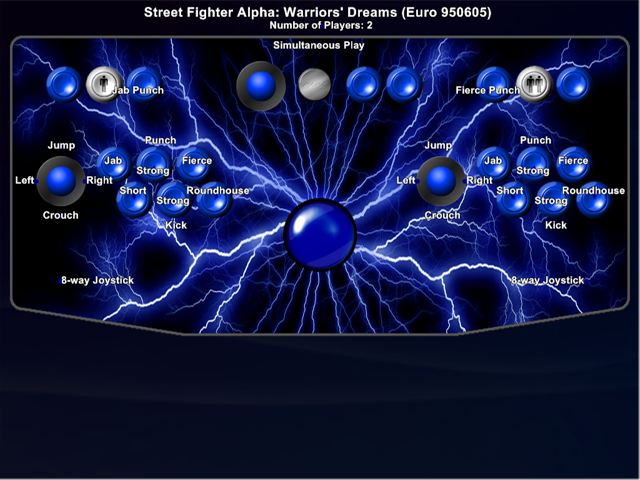 Street Fighter Alpha: Warriors' Dreams (Euro 950605)
Number of Players: 2
Simultaneous Play
Jab Punch
Fierce Punch
Jump
Punch
Jab
Strong
Fierce
Left
Right
Short
Strong
Roundhouse
Crouch
Kick
8-way Joystick
Jump
Punch
Jab
Strong
Fierce
Left
Right
Short
Strong
Roundhouse
Crouch
Kick
8-way Joystick